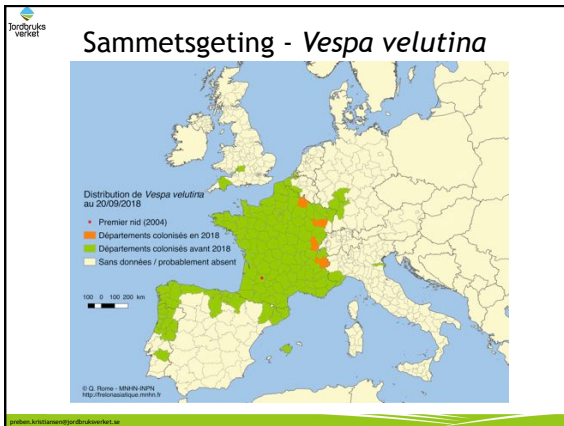 Jordbruks
verket
Sammetsgeting - Vespa velutina
Distribution de Vespa velutina
au 20/09/2018
Premier nid (2004)
Départements colonisés en 2018
Départements colonisés avant 2018
Sans données / probablement absent
100 0 100 200 km
© Q. Rome - MNHN-INPN
http://frelonasiatique.mnhn.fr
preben.kristiansen@jordbruksverket.se